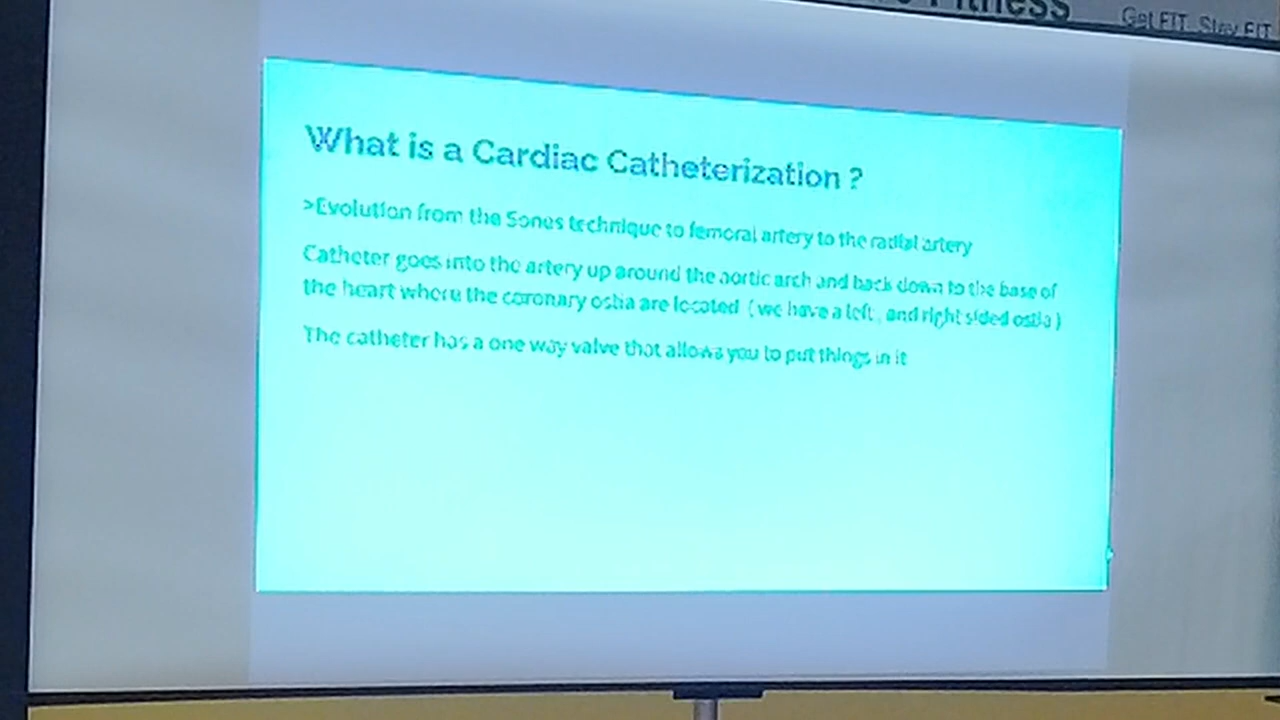 Fitness
Get FIT Stay FIT
What is a Cardiac Catheterization ?
>Evolution from the Sones technique to femoral artery to the radial artery
Catheter goes into the artery up around the aortic arch and back down to the base of
the heart where the coronary ostia are located ( we have a left , and right sided ostia )
The catheter has a one way valve that allows you to put things in it